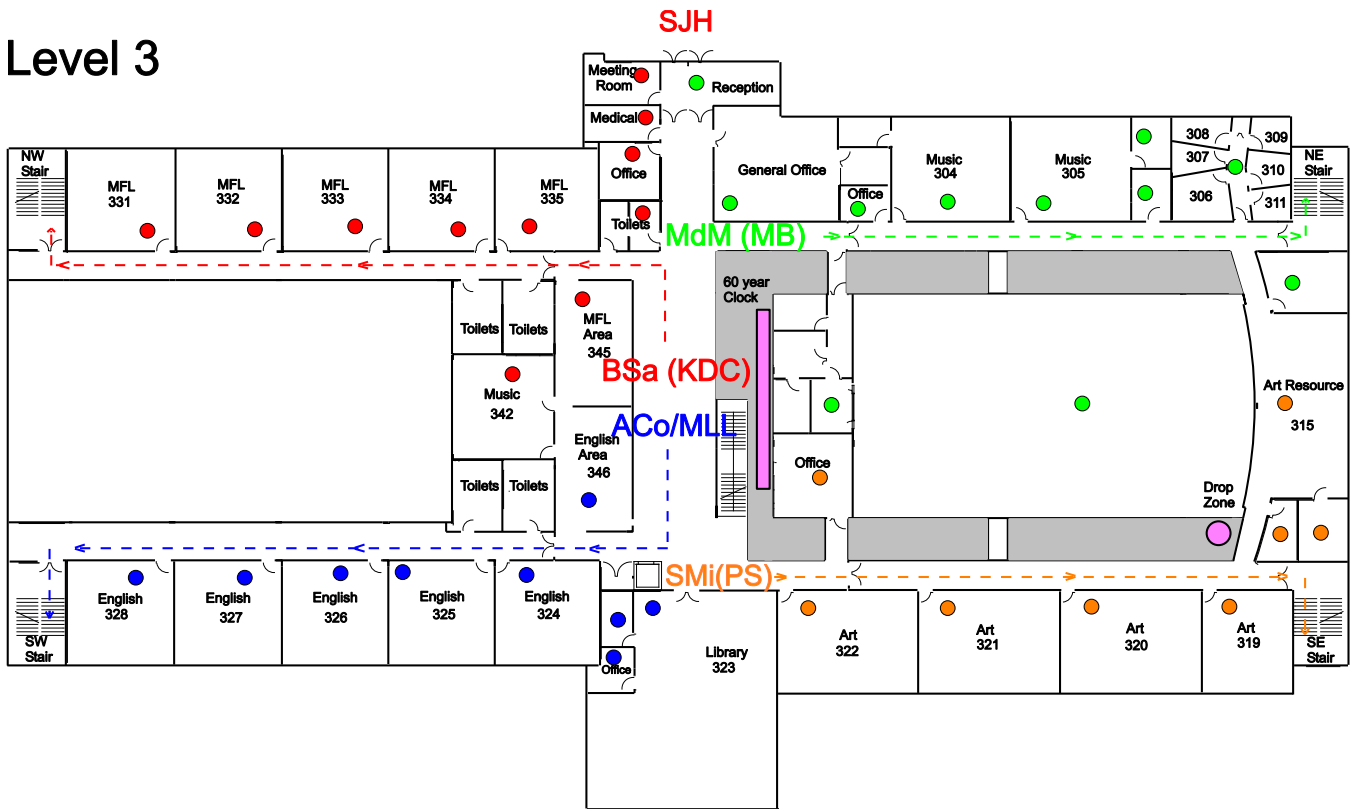 SJH
Level 3
Meeting
Room
Reception
Medical
NW
Stair
MFL
331
MFL
332
MFL
333
MFL
334
MFL
335
Office
Toilets
General Office
Office
Music
304
Music
305
308
307
306
309
310
311
NE
Stair
MdM (MB)
60 year
Clock
Toilets
Toilets
MFL
Area
345
BSa (KDC)
Music
342
ACo/MLL
English
Area
346
Toilets
Toilets
Office
Art Resource
315
Drop
Zone
SMi(PS)
English
328
English
327
English
326
English
325
English
324
SW
Stair
Office
Library
323
Art
322
Art
321
Art
320
Art
319
SE
Stair